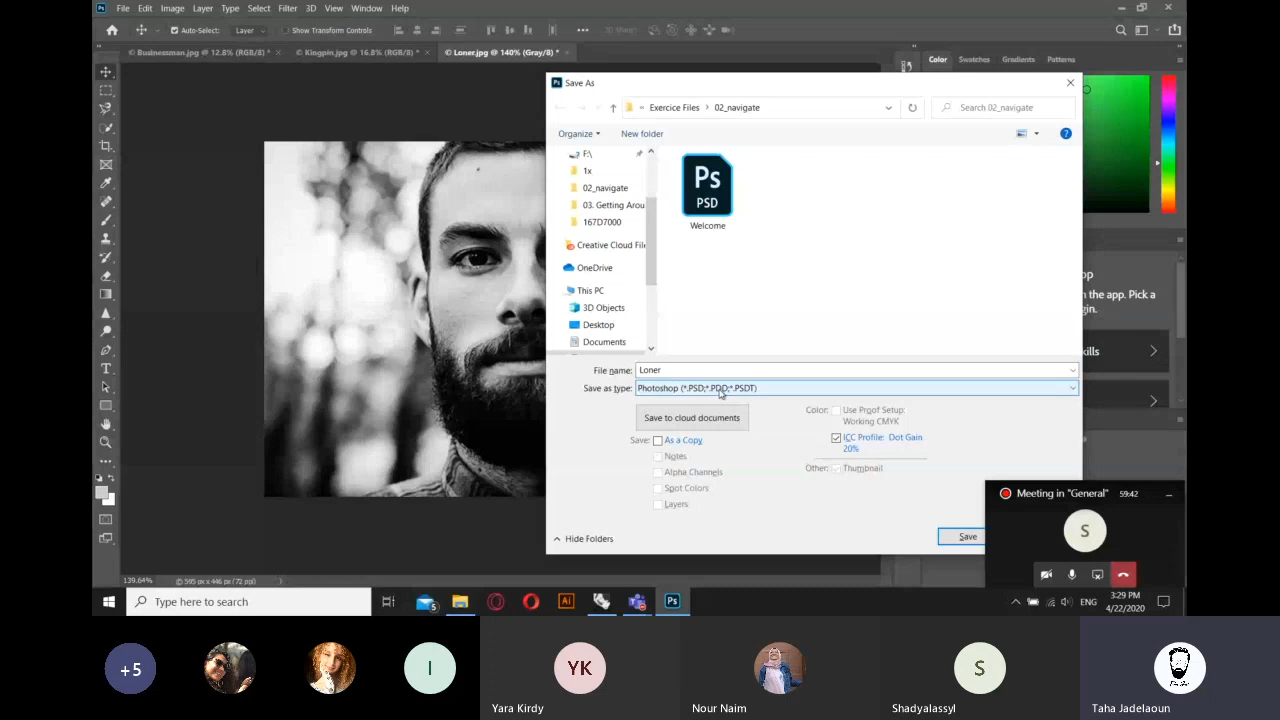 Ps File Edit Image Layer Type Select Filter 3D View Window Help
Auto-Select: Layer Show Transform Controls
© Businessman.jpg @ 12.8% (RGB/8) * × © Kingpin.jpg @ 16.8% (RGB/8) * × © Loner.jpg @ 140% (Gray/8) * ×
Color Swatches Gradients Patterns
Ps Save As
« Exercice Files > 02_navigate
Search 02_navigate
Organize New folder
F:\
1x
02_navigate
03. Getting Arou
167D7000
Creative Cloud File
OneDrive
This PC
3D Objects
Desktop
Documents
Ps
PSD
Welcome
File name: Loner
Save as type: Photoshop (*.PSD;*.PDD;*.PSDT)
Save to cloud documents
Save: As a Copy
Notes
Alpha Channels
Spot Colors
Layers
Color: Use Proof Setup:
Working CMYK
ICC Profile: Dot Gain
20%
Other: Thumbnail
Hide Folders
Save
n the app. Pick a
Meeting in "General" 59:42
S
139.64% © 595 px x 446 px (72 ppi)
Type here to search
5
Ai
Ps
ENG
3:29 PM
4/22/2020
+5
I
YK
S
Yara Kirdy
Nour Naim
Shadyalassyl
Taha Jadelaoun